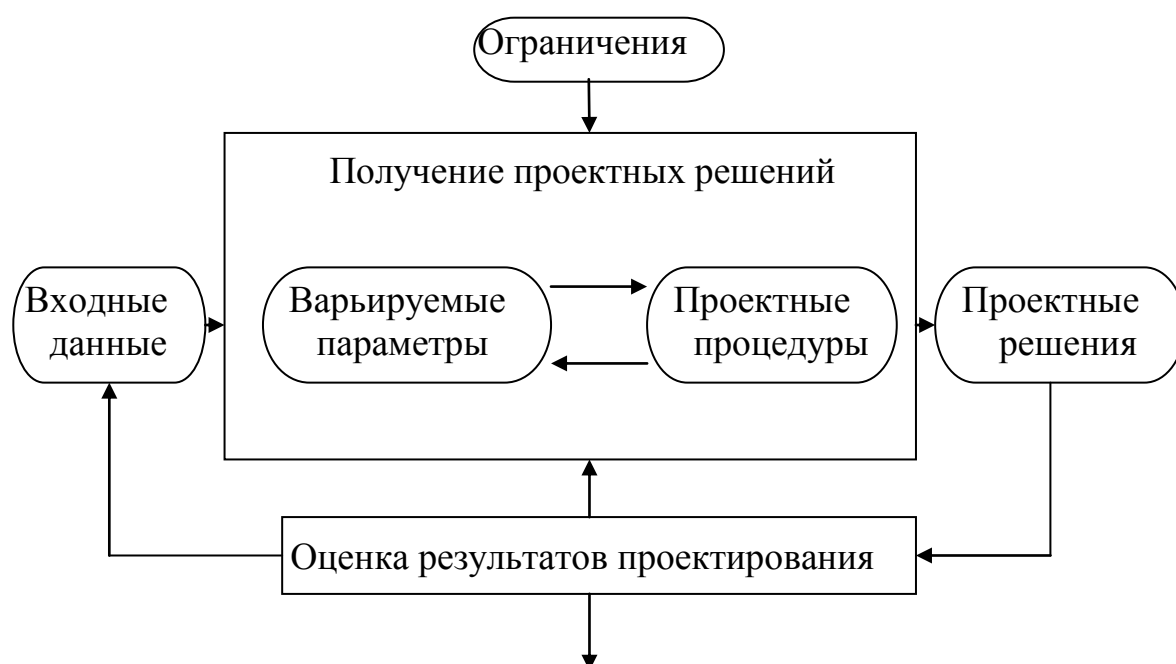 Ограничения
Получение проектных решений
Входные
данные
Варьируемые
параметры
Проектные
процедуры
Проектные
решения
Оценка результатов проектирования